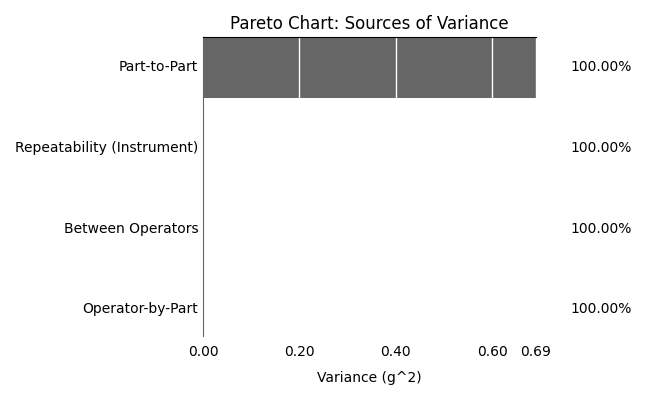 Pareto Chart: Sources of Variance
Part-to-Part 100.00%
Repeatability (Instrument) 100.00%
Between Operators 100.00%
Operator-by-Part 100.00%
0.00 0.20 0.40 0.60 0.69
Variance (g^2)